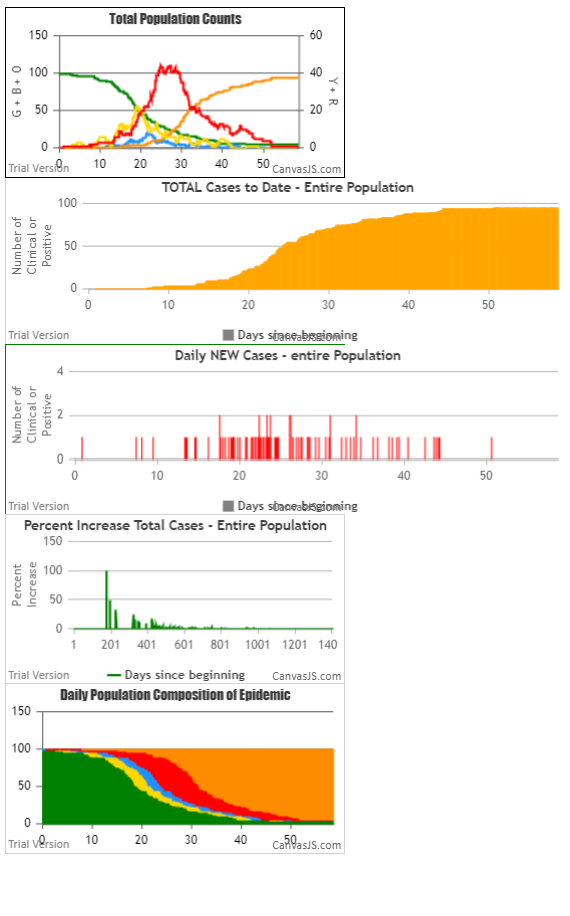 Total Population Counts
150
100
50
0
G + B + O
60
40
20
0
Y + R
0 10 20 30 40 50
Trial Version
CanvasJS.com
TOTAL Cases to Date - Entire Population
100
50
0
Number of
Clinical or
Positive
0 10 20 30 40 50
Days since beginning
Trial Version
CanvasJS.com
Daily NEW Cases - entire Population
4
2
0
Number of
Clinical or
Positive
0 10 20 30 40 50
Days since beginning
Trial Version
CanvasJS.com
Percent Increase Total Cases - Entire Population
150
100
50
0
Percent
Increase
1 201 401 601 801 1001 1201 140
Days since beginning
Trial Version
CanvasJS.com
Daily Population Composition of Epidemic
150
100
50
0
0 10 20 30 40 50
Trial Version
CanvasJS.com